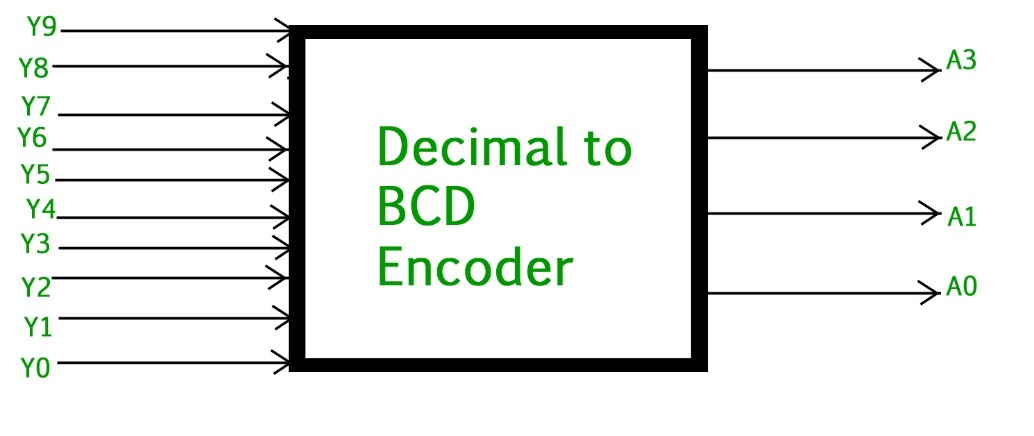 Y9
Y8
Y7
Y6
Y5
Y4
Y3
Y2
Y1
Y0
Decimal to
BCD
Encoder
A3
A2
A1
A0